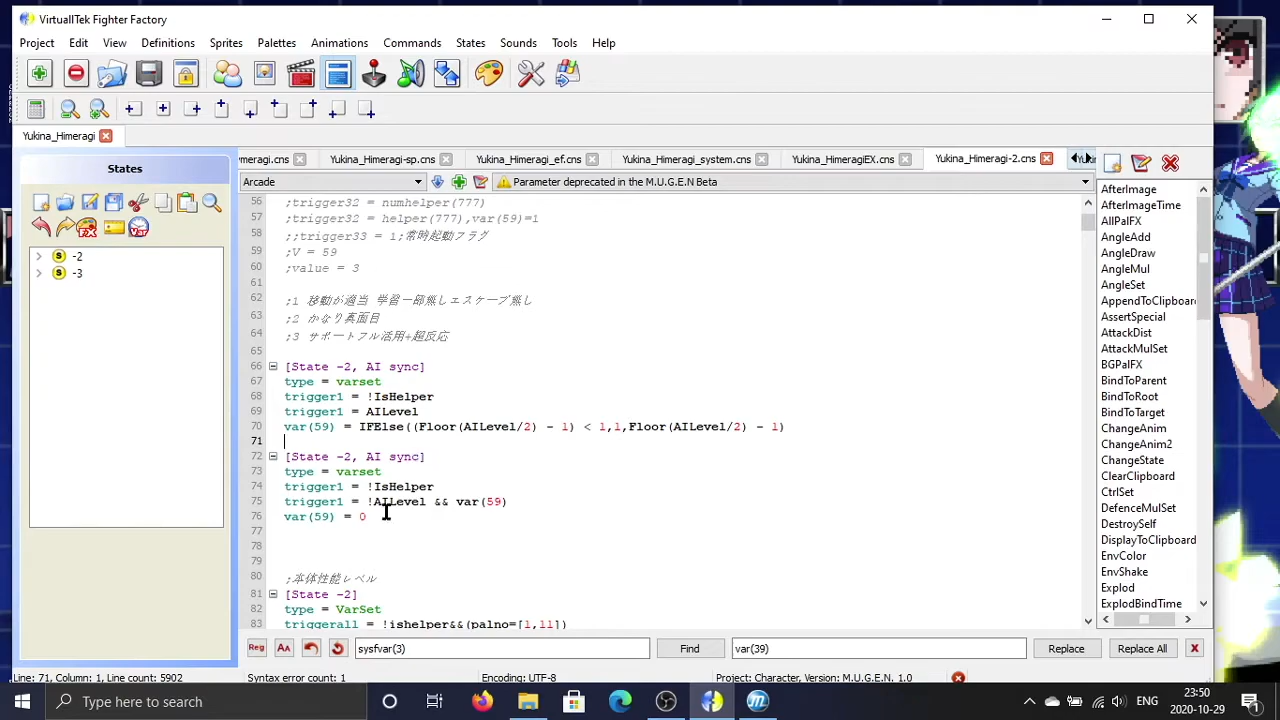 VirtuallTek Fighter Factory
Project Edit View Definitions Sprites Palettes Animations Commands States Sounds Tools Help
Yukina_Himeragi
meragi.cns Yukina_Himeragi-sp.cns Yukina_Himeragi_ef.cns Yukina_Himeragi_system.cns Yukina_HimeragiEX.cns Yukina_Himeragi-2.cns
States
Arcade
Parameter deprecated in the M.U.G.E.N Beta
-2
-3
56 ;trigger32 = numhelper(777)
57 ;trigger32 = helper(777),var(59)=1
58 ;;trigger33 = 1;常時起動フラグ
59 ;V = 59
60 ;value = 3
61
62 ;1 移動が適当 学習一部無しエスケープ無し
63 ;2 かなり真面目
64 ;3 サポートフル活用+超反応
65
66 [State -2, AI sync]
67 type = varset
68 trigger1 = !IsHelper
69 trigger1 = AILevel
70 var(59) = IFElse((Floor(AILevel/2) - 1) < 1,1,Floor(AILevel/2) - 1)
71
72 [State -2, AI sync]
73 type = varset
74 trigger1 = !IsHelper
75 trigger1 = !AILevel && var(59)
76 var(59) = 0
77
78
79
80 ;本体性能レベル
81 [State -2]
82 type = VarSet
83 triggerall = !ishelper&&(palno=[1,11])
AfterImage
AfterImageTime
AllPalFX
AngleAdd
AngleDraw
AngleMul
AngleSet
AppendToClipboar
AssertSpecial
AttackDist
AttackMulSet
BGPalFX
BindToParent
BindToRoot
BindToTarget
ChangeAnim
ChangeAnim2
ChangeState
ClearClipboard
CtrlSet
DefenceMulSet
DestroySelf
DisplayToClipboard
EnvColor
EnvShake
Explod
ExplodBindTime
Reg AA sysfvar(3) Find var(39) Replace Replace All
Line: 71, Column: 1, Line count: 5902 Syntax error count: 1 Encoding: UTF-8 Project: Character, Version: M.U.G.E.N. 1.0
Type here to search
ENG
23:50
2020-10-29
1